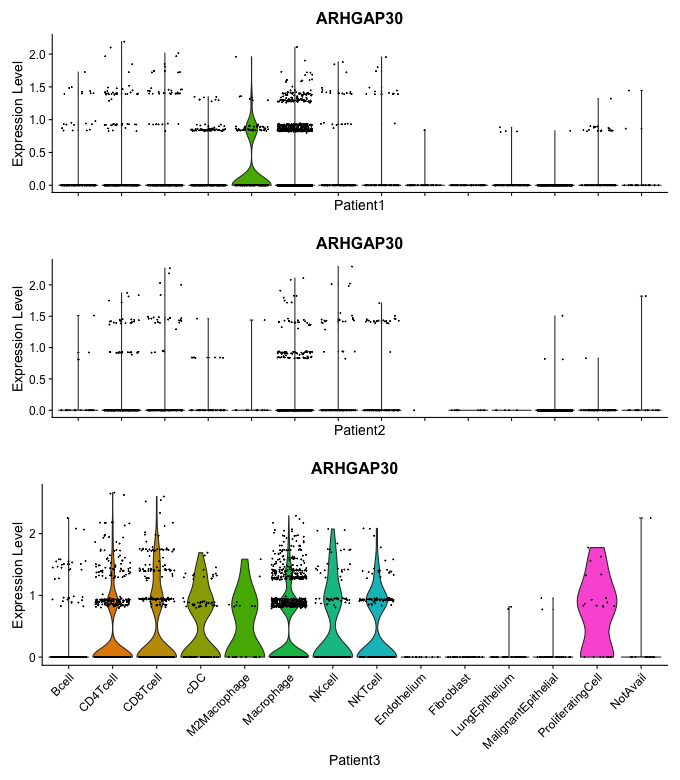 ARHGAP30
Expression Level
2.0
1.5
1.0
0.5
0.0
Patient1
ARHGAP30
Expression Level
2.0
1.5
1.0
0.5
0.0
Patient2
ARHGAP30
Expression Level
2
1
0
Bcell
CD4Tcell
CD8Tcell
cDC
M2Macrophage
Macrophage
NKcell
NKTcell
Endothelium
Fibroblast
LungEpithelium
MalignantEpithelial
ProliferatingCell
NotAvail
Patient3